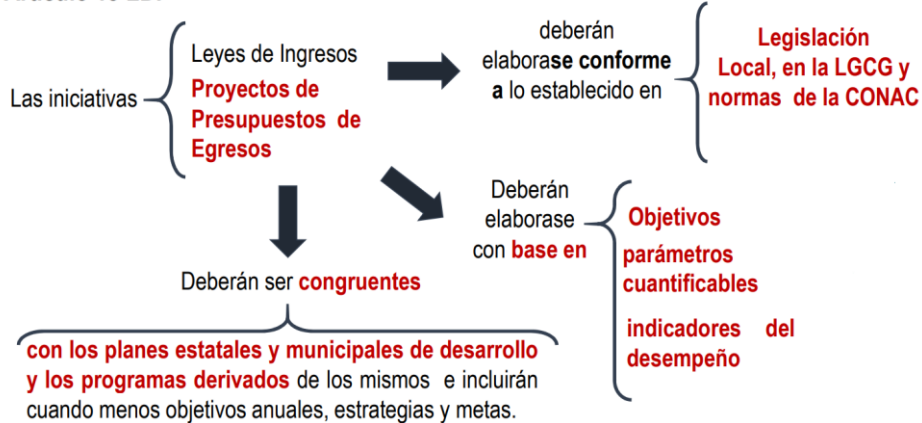 Las iniciativas
Leyes de Ingresos
Proyectos de
Presupuestos de
Egresos
deberán
elaborase conforme
a lo establecido en
Legislación
Local, en la LGCG y
normas de la CONAC
Deberán
elaborase
con base en
Objetivos
parámetros
cuantificables
indicadores del
desempeño
Deberán ser congruentes
con los planes estatales y municipales de desarrollo
y los programas derivados de los mismos e incluirán
cuando menos objetivos anuales, estrategias y metas.